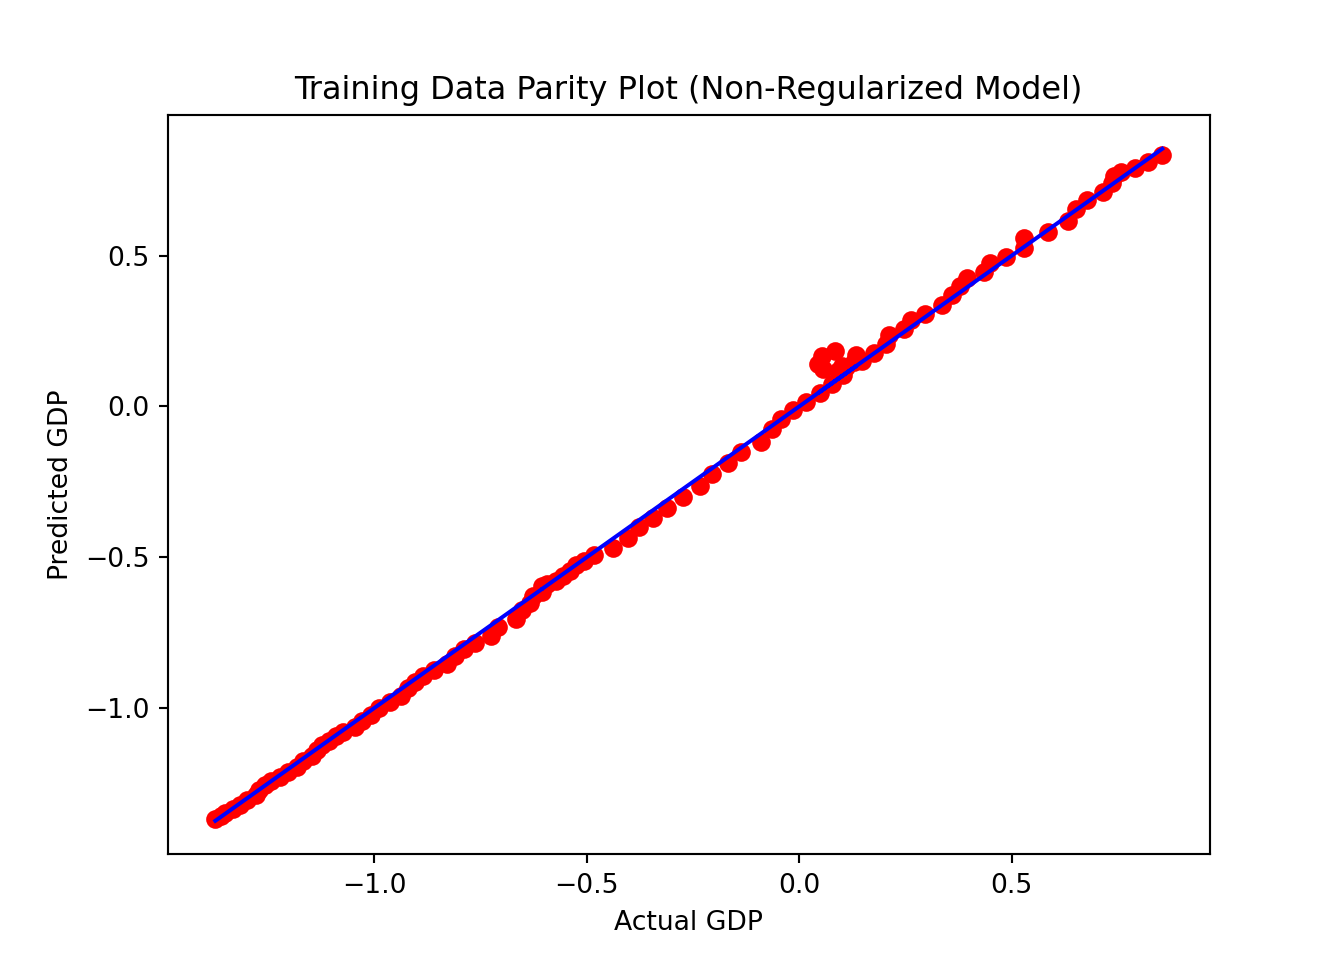 Training Data Parity Plot (Non-Regularized Model)
0.5
0.0
−0.5
−1.0
Predicted GDP
−1.0 −0.5 0.0 0.5
Actual GDP